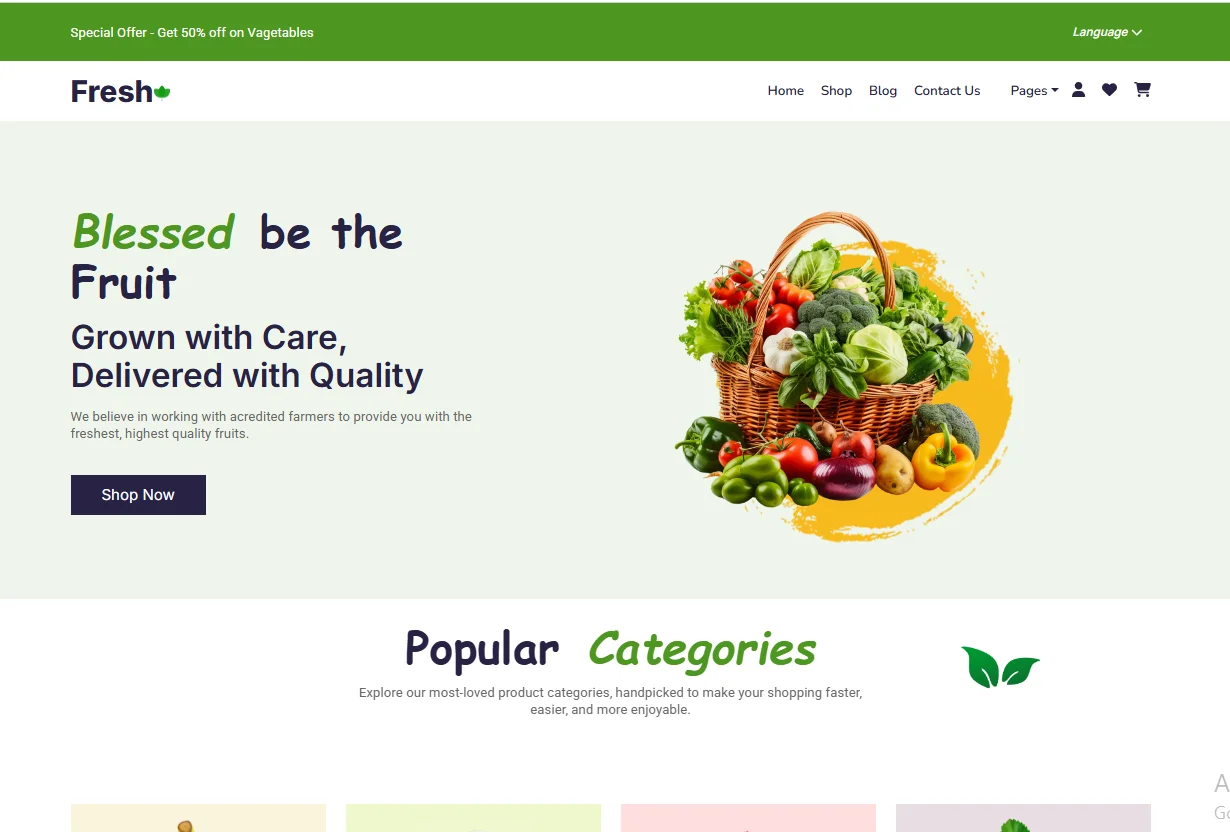 Special Offer - Get 50% off on Vagetables
Language
Fresh
Home Shop Blog Contact Us Pages
Blessed be the
Fruit
Grown with Care,
Delivered with Quality
We believe in working with acredited farmers to provide you with the
freshest, highest quality fruits.
Shop Now
Popular Categories
Explore our most-loved product categories, handpicked to make your shopping faster,
easier, and more enjoyable.